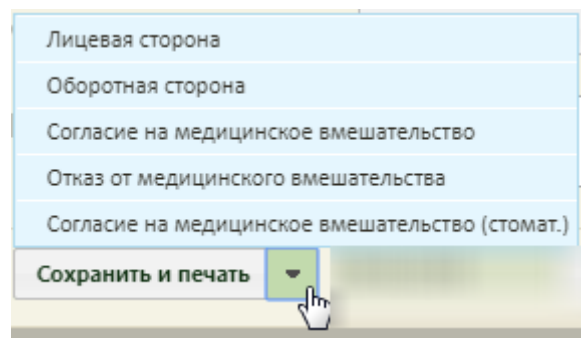 Лицевая сторона
Оборотная сторона
Согласие на медицинское вмешательство
Отказ от медицинского вмешательства
Согласие на медицинское вмешательство (стомат.)
Сохранить и печать